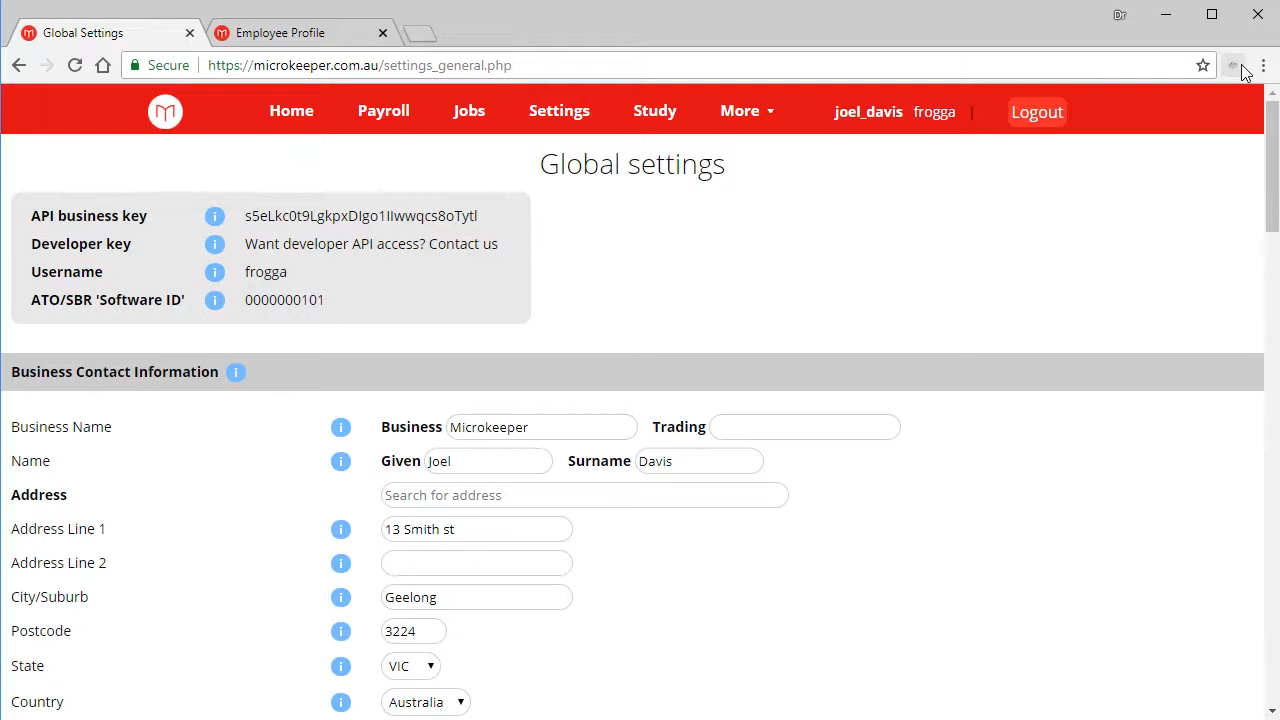 Global Settings
Employee Profile
Dr
Secure https://microkeeper.com.au/settings_general.php
Home Payroll Jobs Settings Study More joel_davis frogga | Logout
Global settings
API business key s5eLkc0t9LgkpxDIgo1IIwwqcs8oTytl
Developer key Want developer API access? Contact us
Username frogga
ATO/SBR 'Software ID' 0000000101
Business Contact Information
Business Name Business Microkeeper Trading
Name Given Joel Surname Davis
Address Search for address
Address Line 1 13 Smith st
Address Line 2
City/Suburb Geelong
Postcode 3224
State VIC
Country Australia